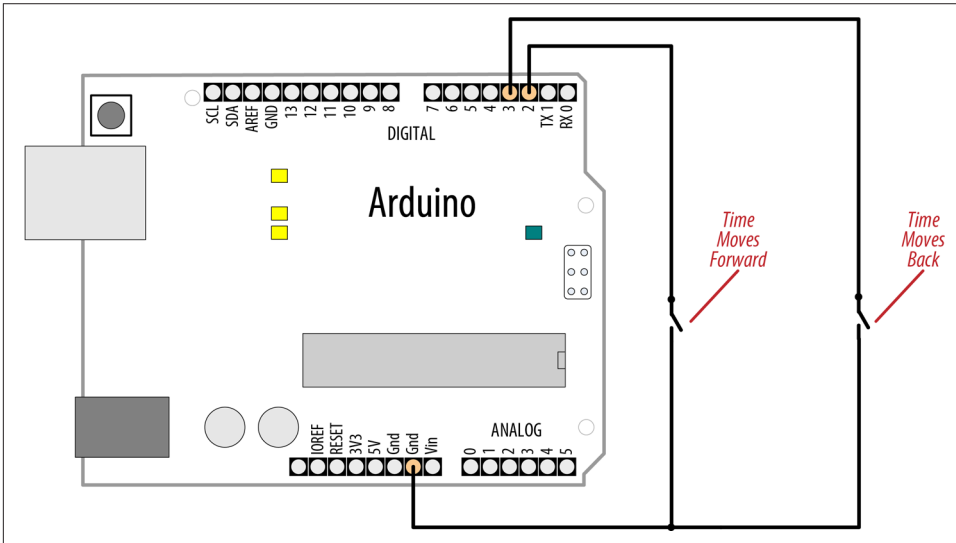 SCL
SDA
AREF
GND
13
12
11
10
9
8
7
6
5
4
3
2
TX 1
RX 0
DIGITAL
Arduino
Time
Moves
Forward
Time
Moves
Back
IOREF
RESET
3V3
5V
Gnd
Gnd
Vin
ANALOG
0
1
2
3
4
5